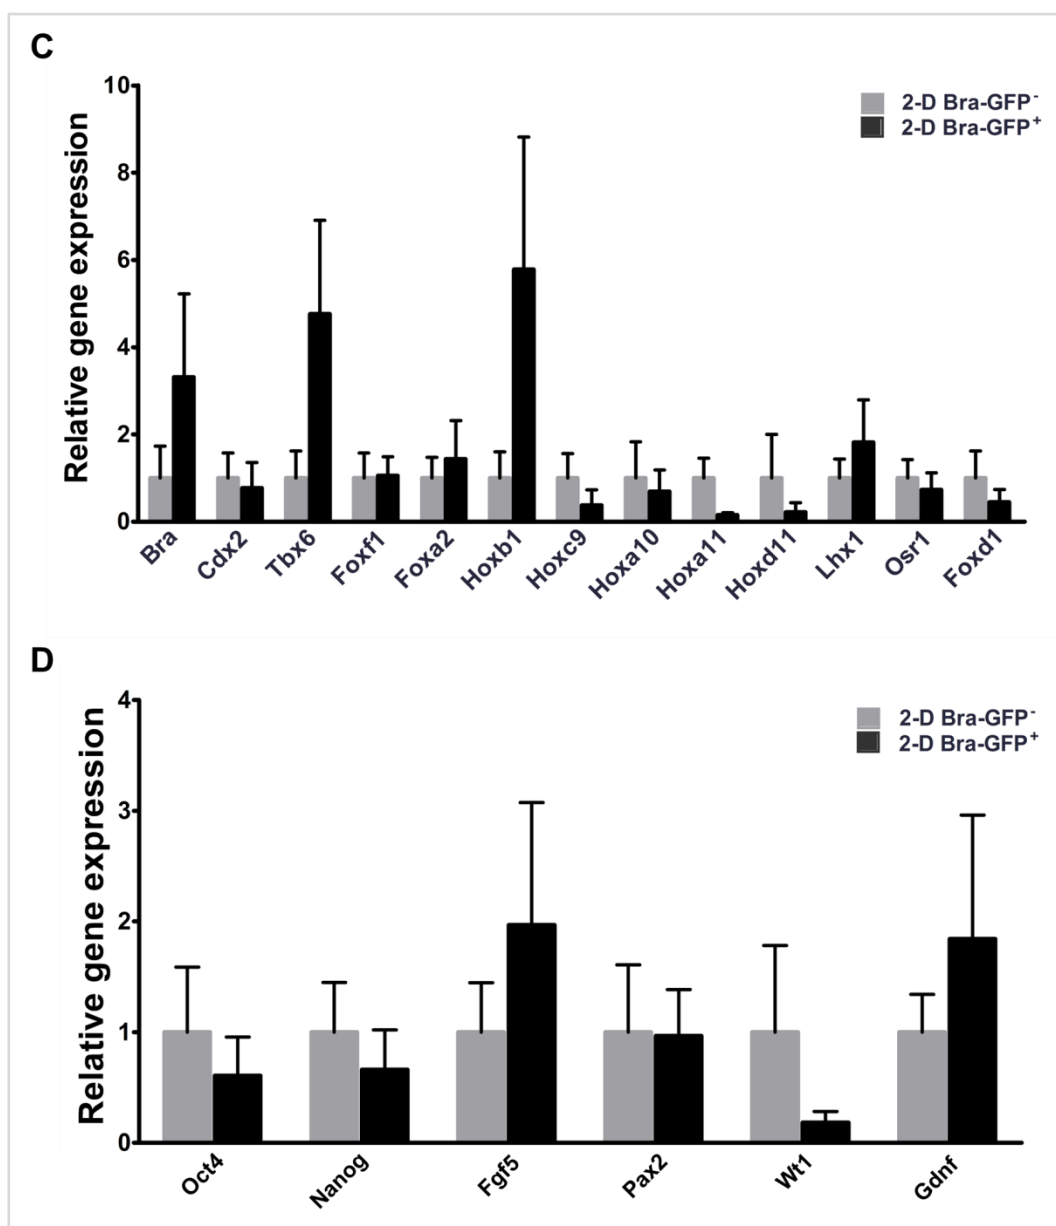 C
Relative gene expression
10
8
6
4
2
0
2-D Bra-GFP-
2-D Bra-GFP+
Bra
Cdx2
Tbx6
Foxf1
Foxa2
Hoxb1
Hoxc9
Hoxa10
Hoxa11
Hoxd11
Lhx1
Osr1
Foxd1
D
Relative gene expression
4
3
2
1
0
2-D Bra-GFP-
2-D Bra-GFP+
Oct4
Nanog
Fgf5
Pax2
Wt1
Gdnf